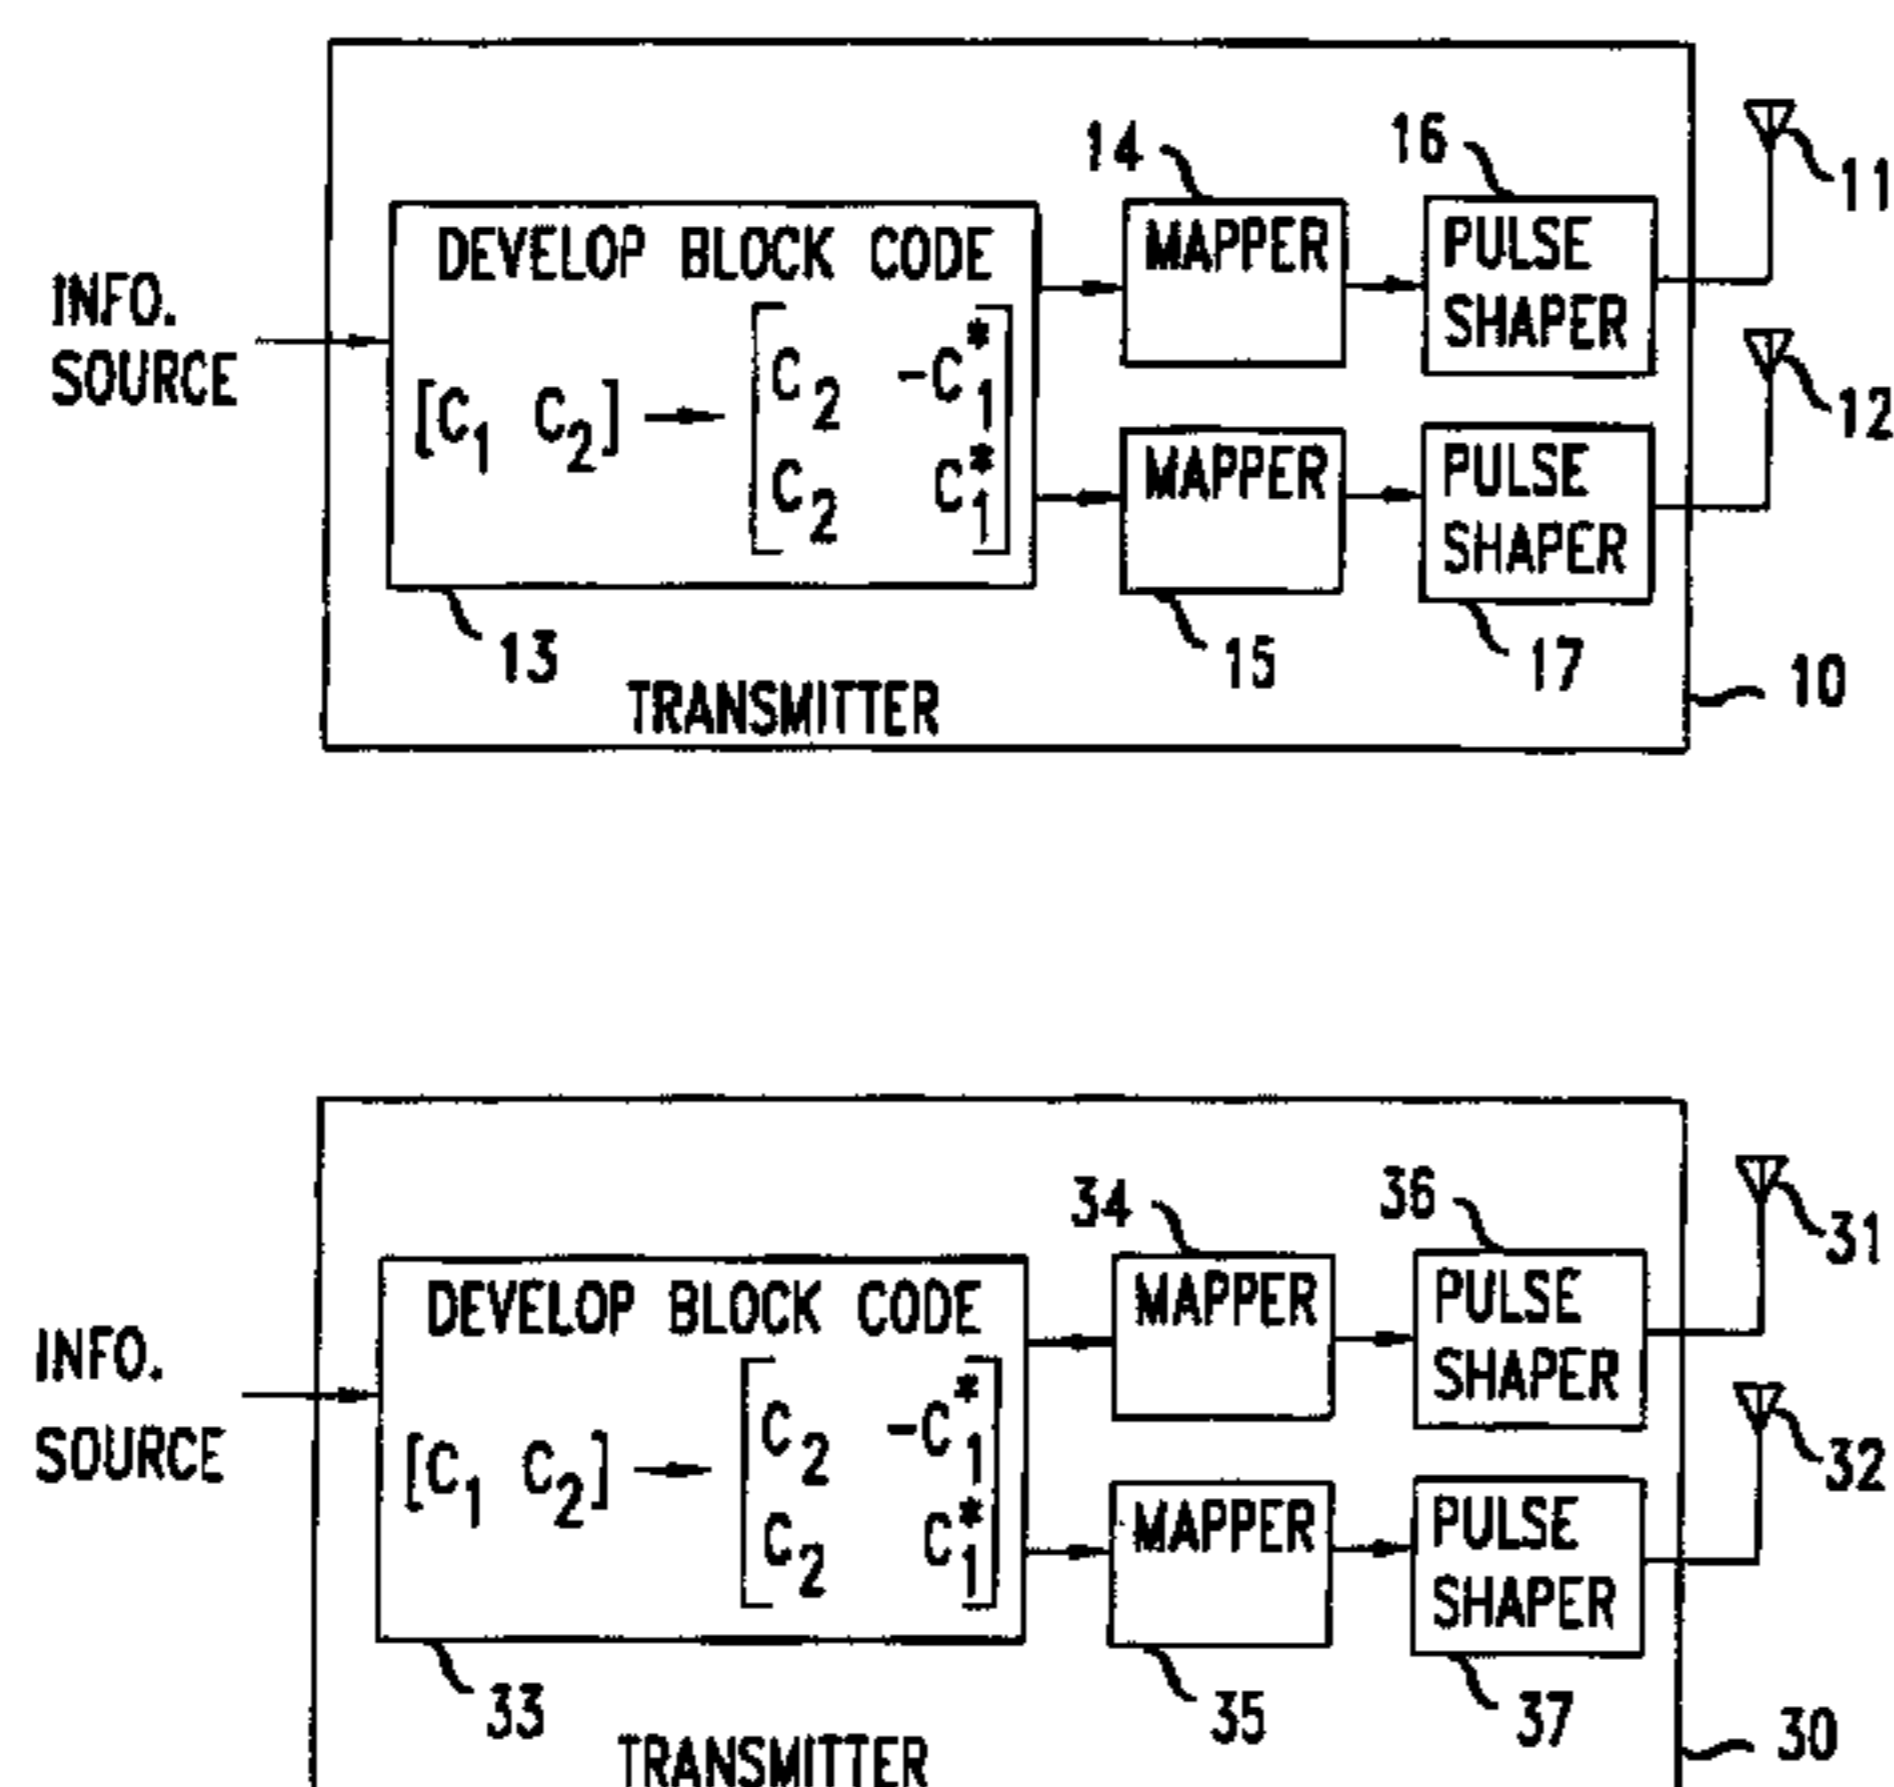 14
16
11
DEVELOP BLOCK CODE
MAPPER
PULSE
SHAPER
INFO.
SOURCE
[C1 C2] → [C2 -C1*
C2 C1*]
12
MAPPER
PULSE
SHAPER
13
15
17
10
TRANSMITTER
34
36
31
DEVELOP BLOCK CODE
MAPPER
PULSE
SHAPER
INFO.
SOURCE
[C1 C2] → [C2 -C1*
C2 C1*]
32
MAPPER
PULSE
SHAPER
33
35
37
30
TRANSMITTER